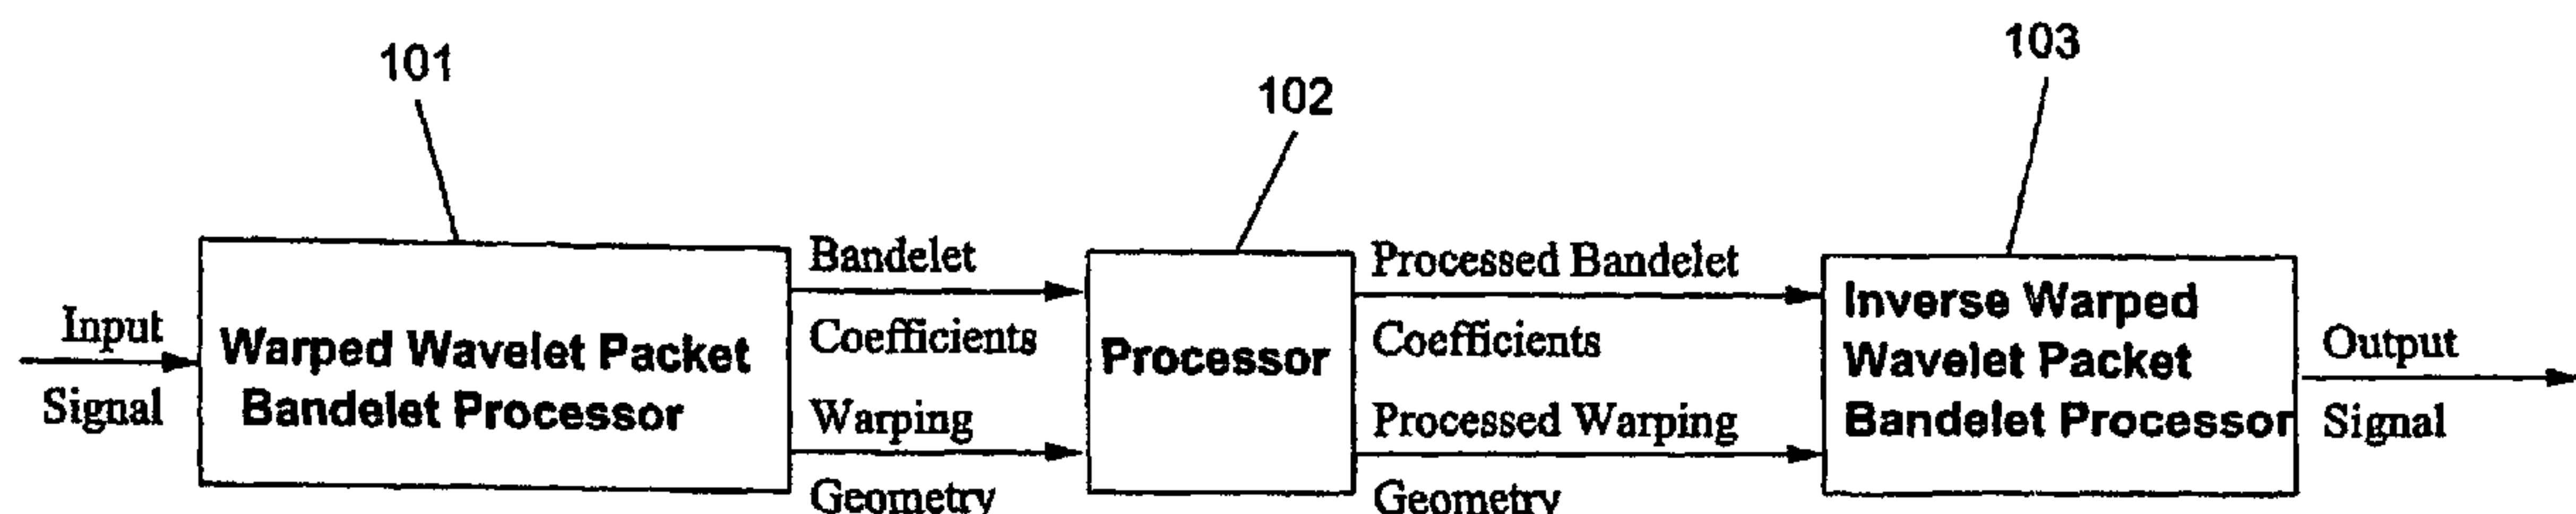 101
102
103
Input
Signal
Warped Wavelet Packet
Bandelet Processor
Bandelet
Coefficients
Warping
Geometry
Processor
Processed Bandelet
Coefficients
Processed Warping
Geometry
Inverse Warped
Wavelet Packet
Bandelet Processor
Output
Signal